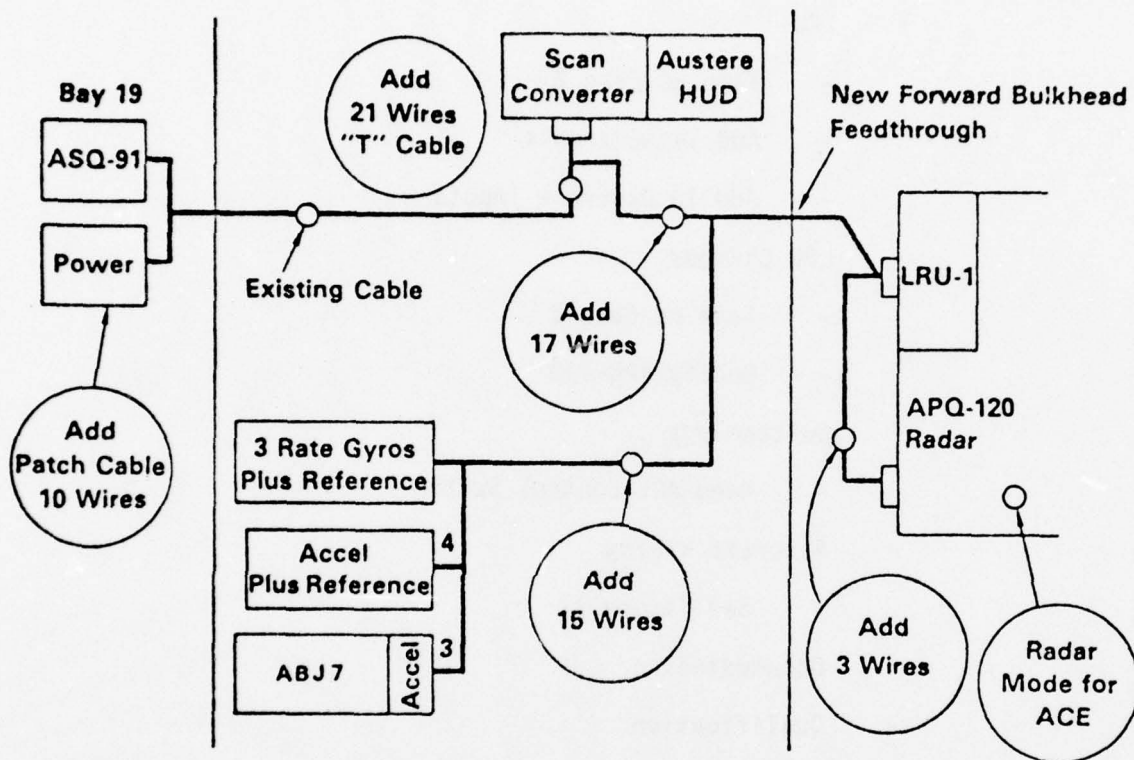 Bay 19
ASQ-91
Power
Add
Patch Cable
10 Wires
Add
21 Wires
"T" Cable
Existing Cable
Scan
Converter
Austere
HUD
New Forward Bulkhead
Feedthrough
Add
17 Wires
3 Rate Gyros
Plus Reference
Accel
Plus Reference
4
ABJ7
Accel
3
Add
15 Wires
LRU-1
APQ-120
Radar
Add
3 Wires
Radar
Mode for
ACE